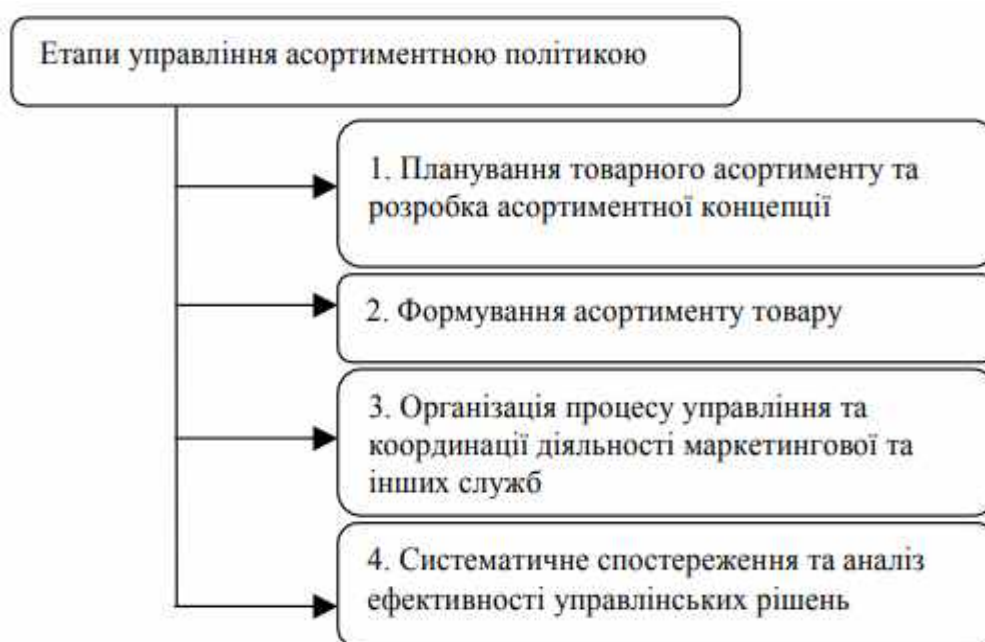 Етапи управління асортиментною політикою
1. Планування товарного асортименту та
розробка асортиментної концепції
2. Формування асортименту товару
3. Організація процесу управління та
координації діяльності маркетингової та
інших служб
4. Систематичне спостереження та аналіз
ефективності управлінських рішень